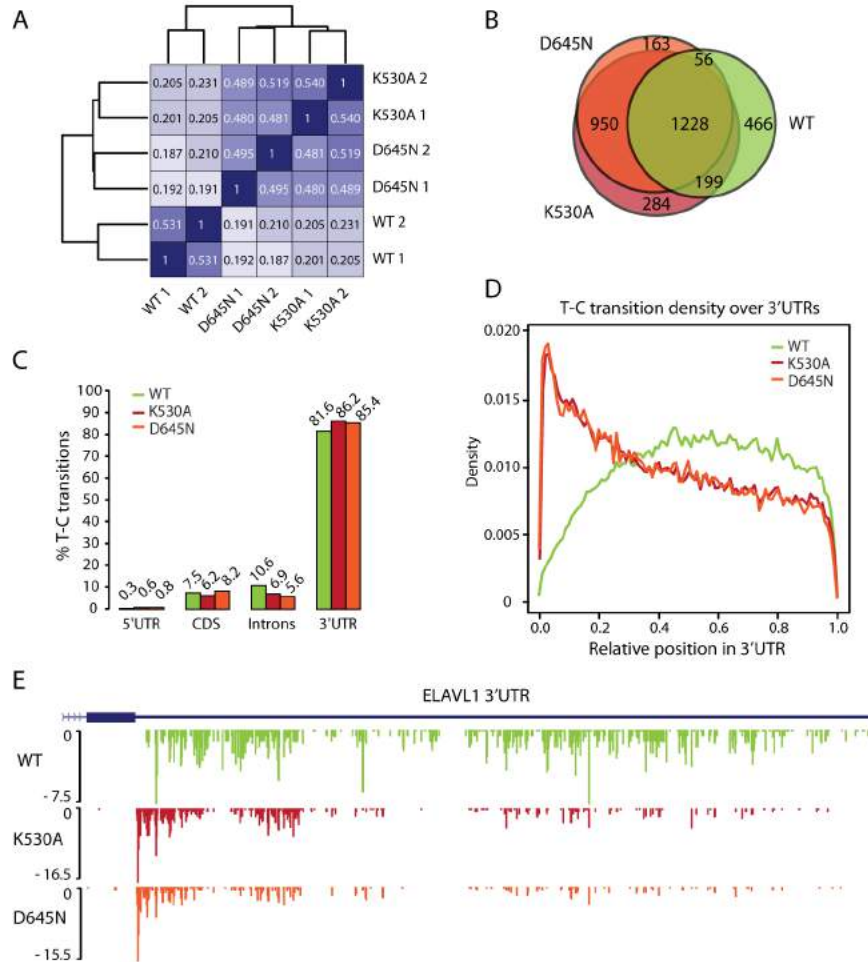 A
0.205 0.231 0.489 0.519 0.540 1 K530A 2
0.201 0.205 0.480 0.481 1 0.540 K530A 1
0.187 0.210 0.495 1 0.481 0.519 D645N 2
0.192 0.191 1 0.495 0.480 0.489 D645N 1
0.531 1 0.191 0.210 0.205 0.231 WT 2
1 0.531 0.192 0.187 0.201 0.205 WT 1
WT 1 WT 2 D645N 1 D645N 2 K530A 1 K530A 2
B
D645N 163 56
950 1228 466 WT
199
K530A 284
C
% T-C transitions
100
90
80
70
60
50
40
30
20
10
0
WT
K530A
D645N
0.3 0.6 0.8
7.5 6.2 8.2
10.6 6.9 5.6
81.6 86.2 85.4
5'UTR CDS Introns 3'UTR
D
T-C transition density over 3'UTRs
0.020
0.015
0.010
0.005
0
Density
WT
K530A
D645N
0.0 0.2 0.4 0.6 0.8 1.0
Relative position in 3'UTR
E
ELAVL1 3'UTR
0
WT
-7.5
0
K530A
-16.5
0
D645N
-15.5